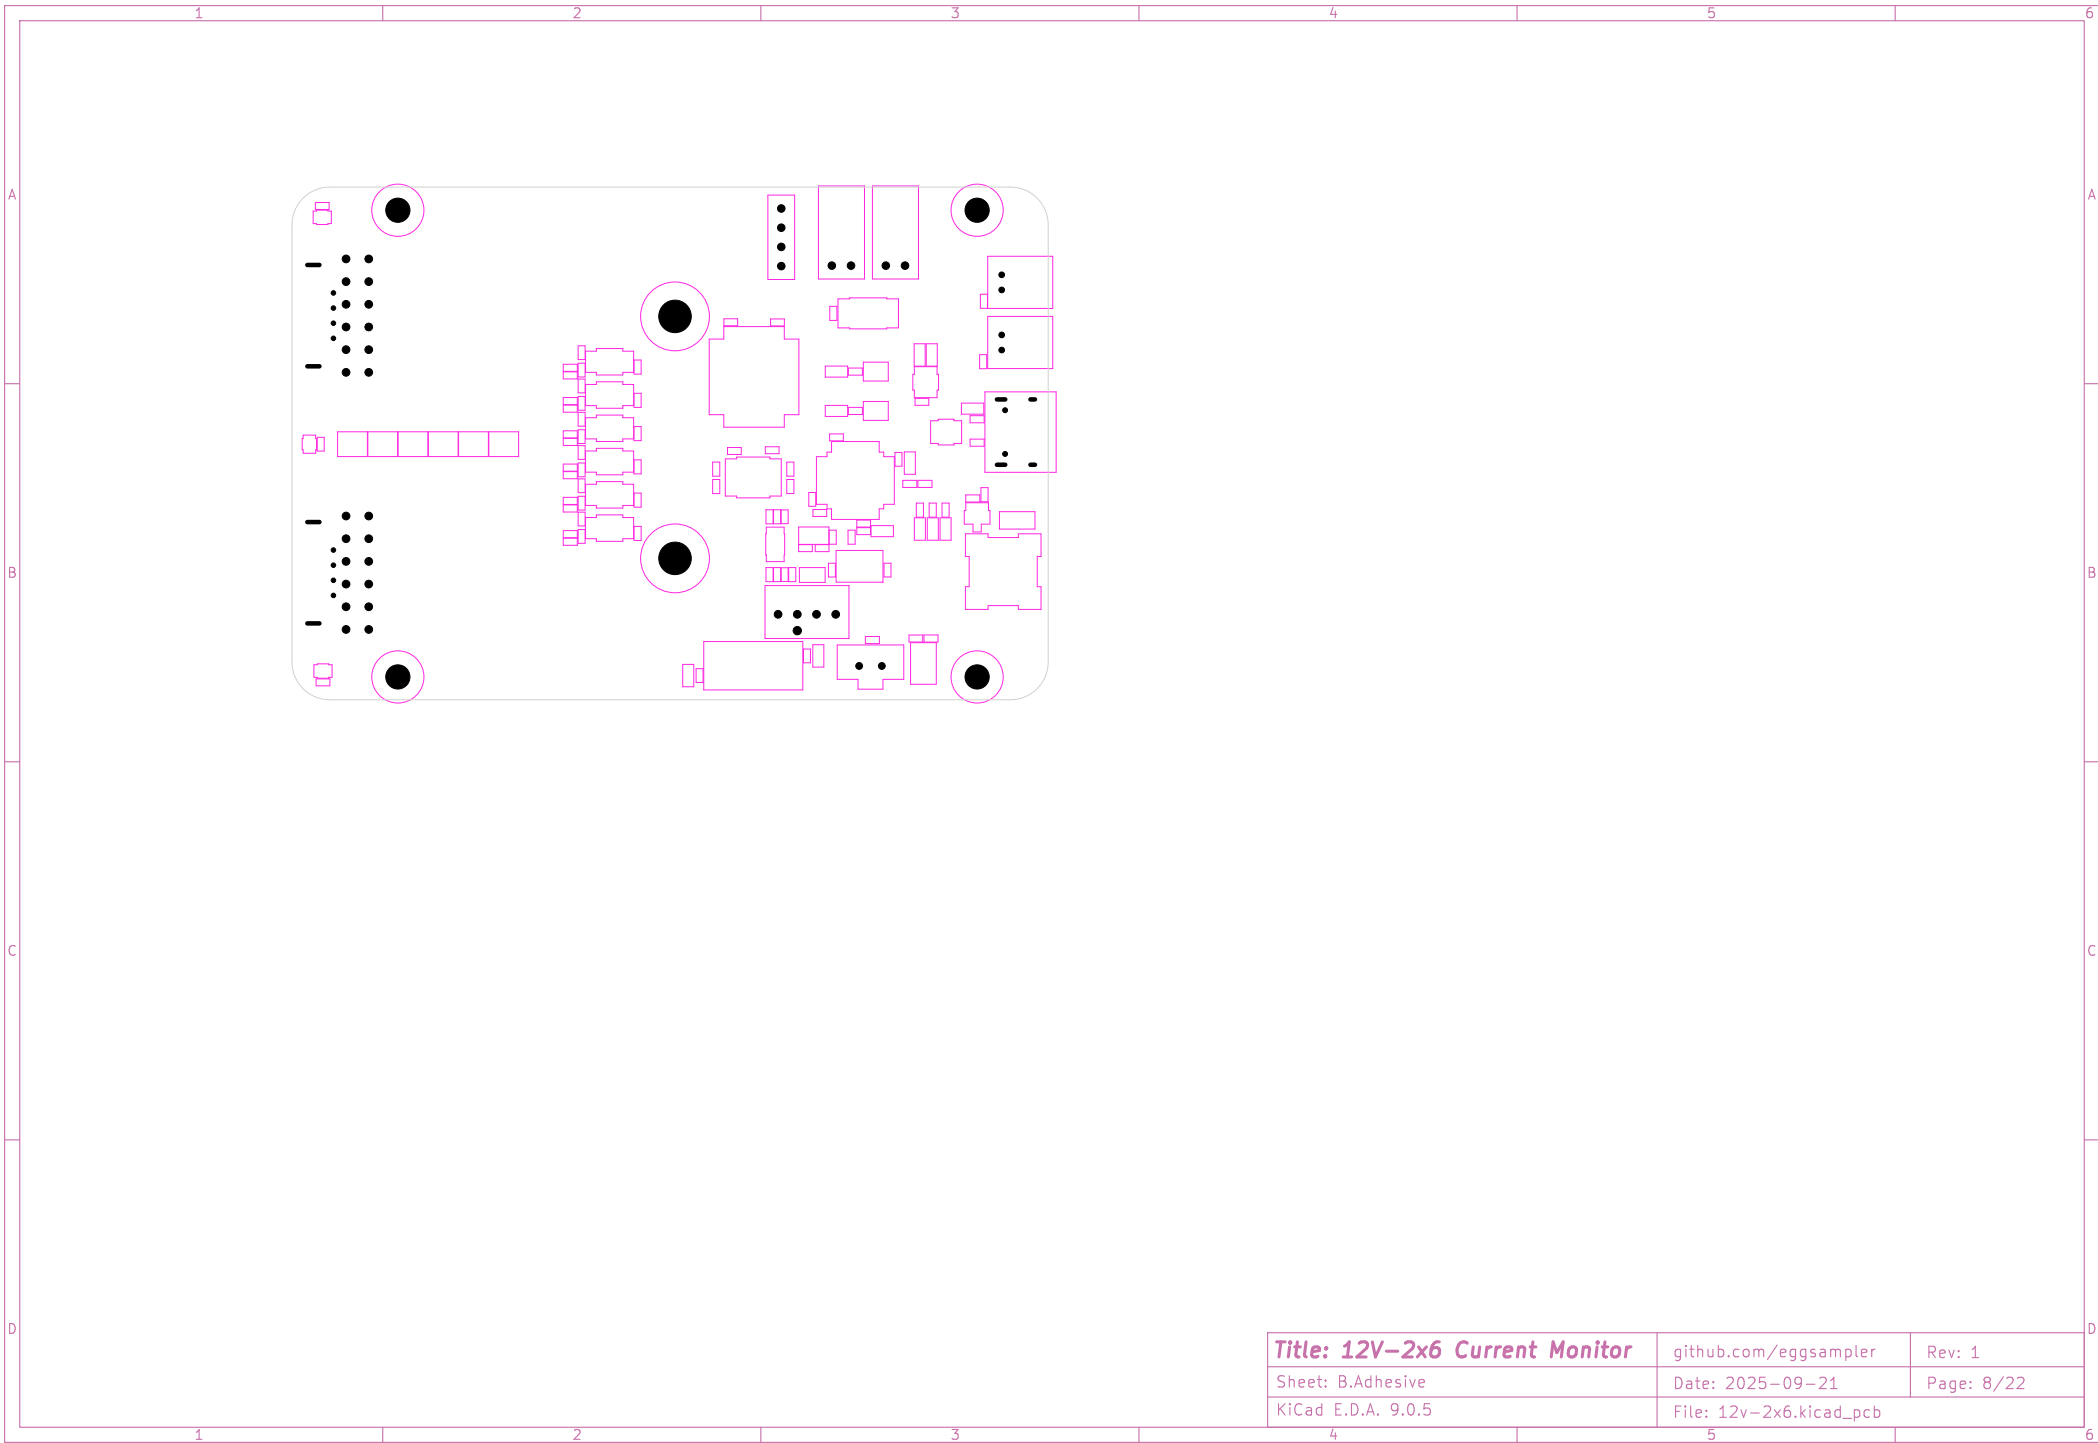 1 2 3 4 5 6
A A
B B
C C
D D
Title: 12V-2x6 Current Monitor
github.com/eggsampler
Rev: 1
Sheet: B.Adhesive
Date: 2025-09-21
Page: 8/22
KiCad E.D.A. 9.0.5
File: 12v-2x6.kicad_pcb
1 2 3 4 5 6